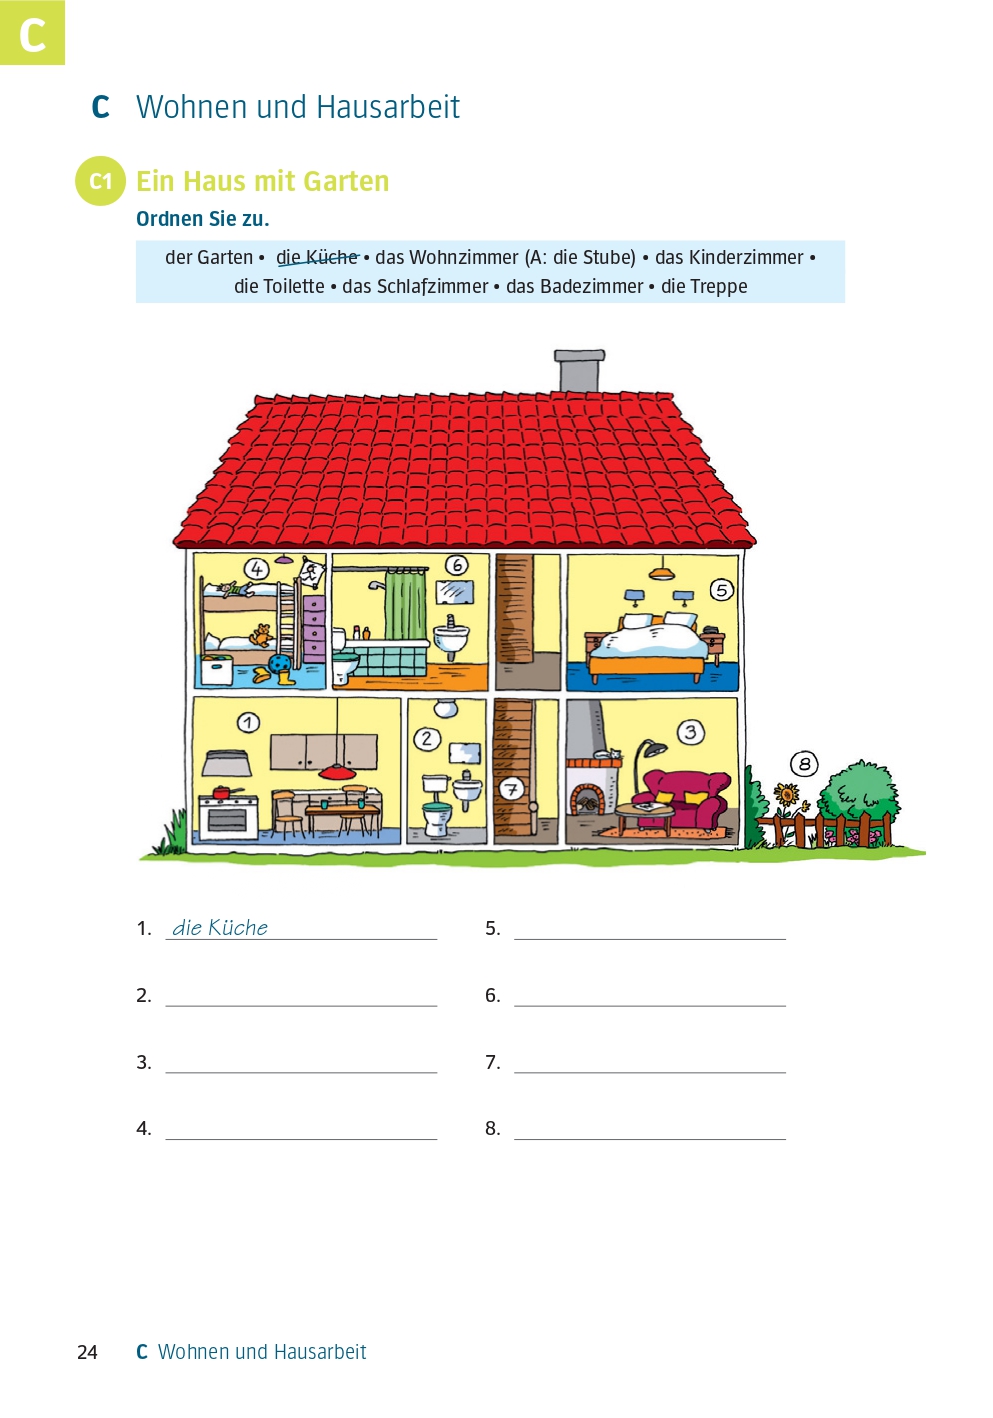 C
C Wohnen und Hausarbeit
C1 Ein Haus mit Garten
Ordnen Sie zu.
der Garten • die Küche • das Wohnzimmer (A: die Stube) • das Kinderzimmer •
die Toilette • das Schlafzimmer • das Badezimmer • die Treppe
4
6
5
1
2
3
7
8
1. die Küche
2.
3.
4.
5.
6.
7.
8.
24 C Wohnen und Hausarbeit